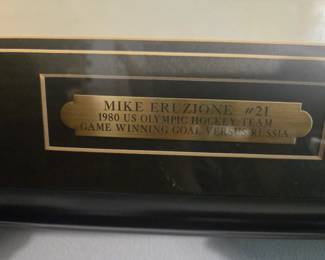 MIKE ERUZIONE #21
1980 US OLYMPIC HOCKEY TEAM
GAME WINNING GOAL VERSUS RUSSIA